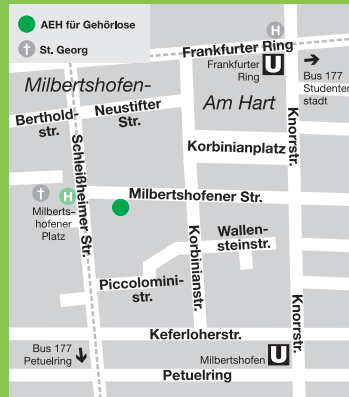 AEH für Gehörlose
St. Georg
H
Frankfurter Ring
Frankfurter
Ring
U
Bus 177
Studenten
stadt
Milbertshofen-
Am Hart
Neustifter
Str.
Berthold-
str.
Knorrstr.
Korbinianplatz
Schleißheimer Str.
H
Milberts-
hofener
Platz
Milbertshofener Str.
Korbinianstr.
Wallen-
steinstr.
Piccolomini-
str.
Knorrstr.
Keferloherstr.
Bus 177
Petuelring
Milbertshofen
U
Petuelring